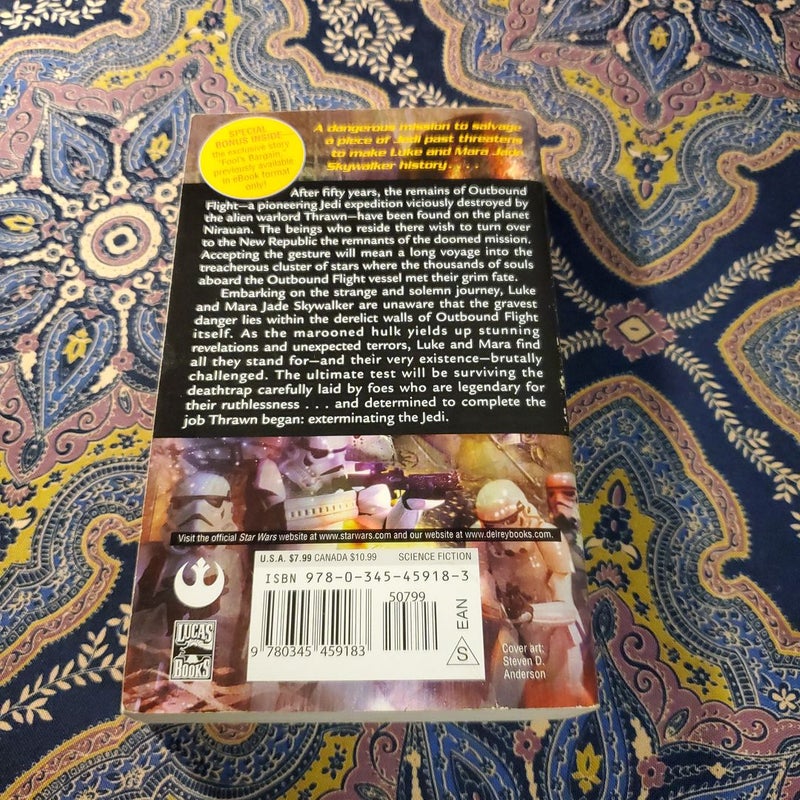 SPECIAL
BONUS INSIDE—
the exclusive story
"Fool's Bargain,"
previously available
in eBook format
only!
A dangerous mission to salvage
a piece of Jedi past threatens
to make Luke and Mara Jade
Skywalker history. . . .
After fifty years, the remains of Outbound
Flight—a pioneering Jedi expedition viciously destroyed by
the alien warlord Thrawn—have been found on the planet
Nirauan. The beings who reside there wish to turn over
to the New Republic the remnants of the doomed mission.
Accepting the gesture will mean a long voyage into the
treacherous cluster of stars where the thousands of souls
aboard the Outbound Flight vessel met their grim fate.
Embarking on the strange and solemn journey, Luke
and Mara Jade Skywalker are unaware that the gravest
danger lies within the derelict walls of Outbound Flight
itself. As the marooned hulk yields up stunning
revelations and unexpected terrors, Luke and Mara find
all they stand for—and their very existence—brutally
challenged. The ultimate test will be surviving the
deathtrap carefully laid by foes who are legendary for
their ruthlessness . . . and determined to complete the
job Thrawn began: exterminating the Jedi.
Visit the official Star Wars website at www.starwars.com and our website at www.delreybooks.com.
U.S.A. $7.99 CANADA $10.99 SCIENCE FICTION
ISBN 978-0-345-45918-3
50799
9 780345 459183
EAN
S
LUCAS
BOOKS
Cover art:
Steven D.
Anderson